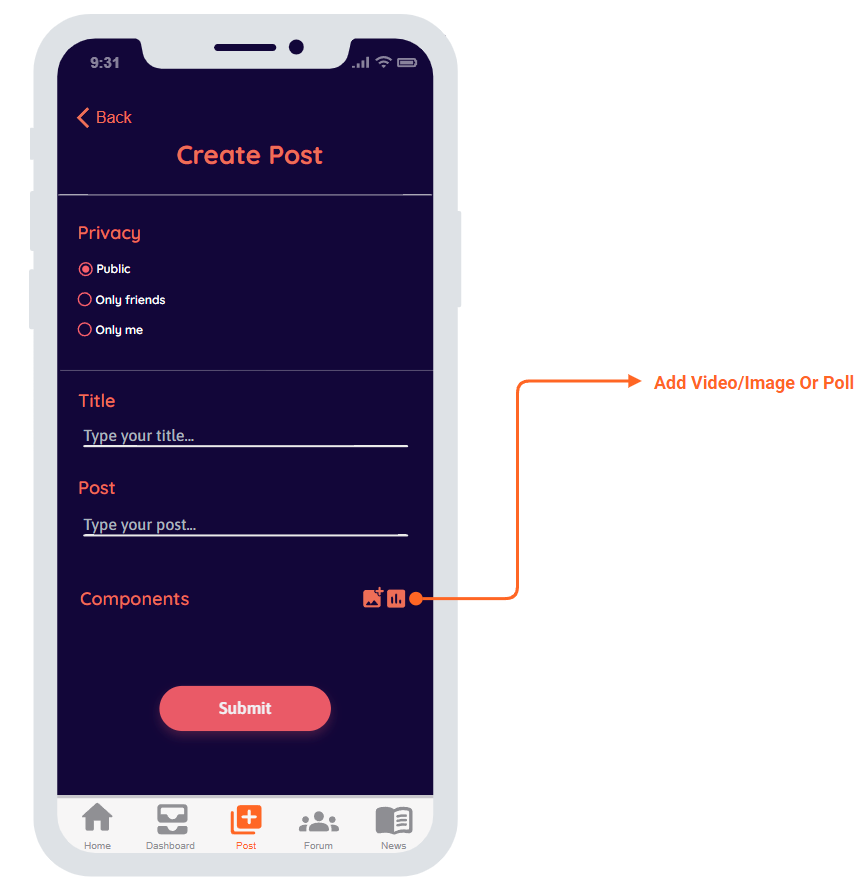 9:31
Back
Create Post
Privacy
Public
Only friends
Only me
Add Video/Image Or Poll
Title
Type your title...
Post
Type your post...
Components
Submit
Home Dashboard Post Forum News